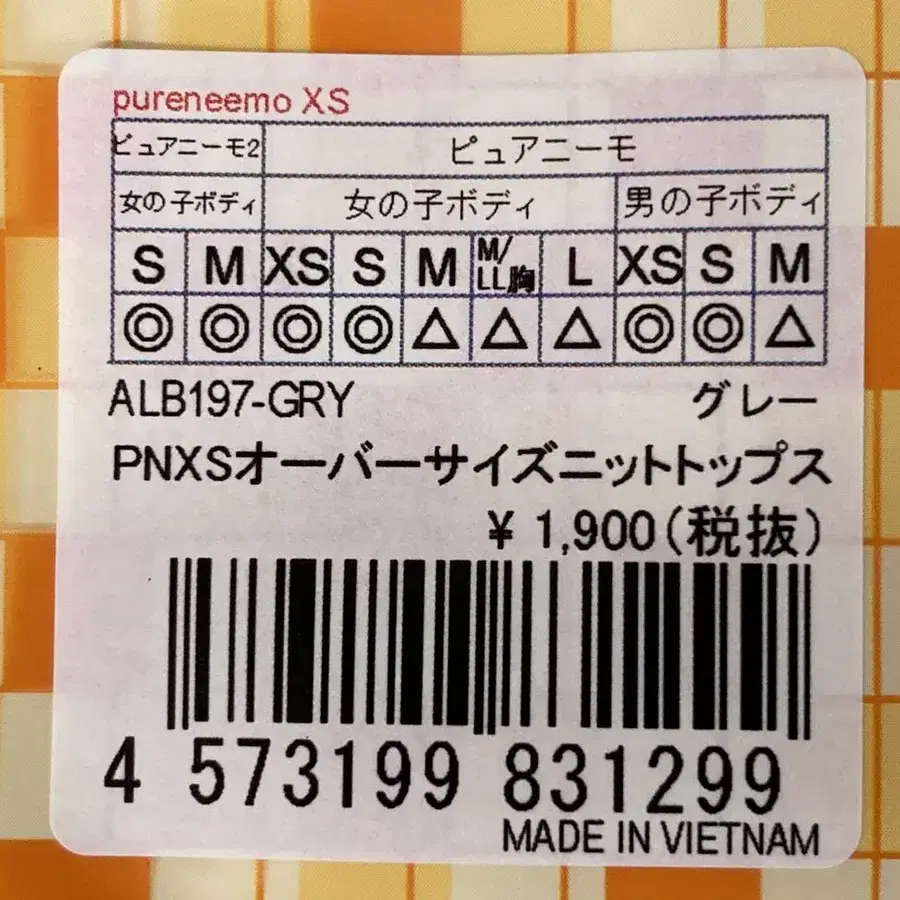 pureneemo XS
ピュアニーモ2 ピュアニーモ
女の子ボディ 女の子ボディ 男の子ボディ
S M XS S M M/LL胸 L XS S M
◎ ◎ ◎ ◎ △ △ △ ◎ ◎ △
ALB197-GRY グレー
PNXSオーバーサイズニットトップス
¥ 1,900(税抜)
4 573199 831299
MADE IN VIETNAM